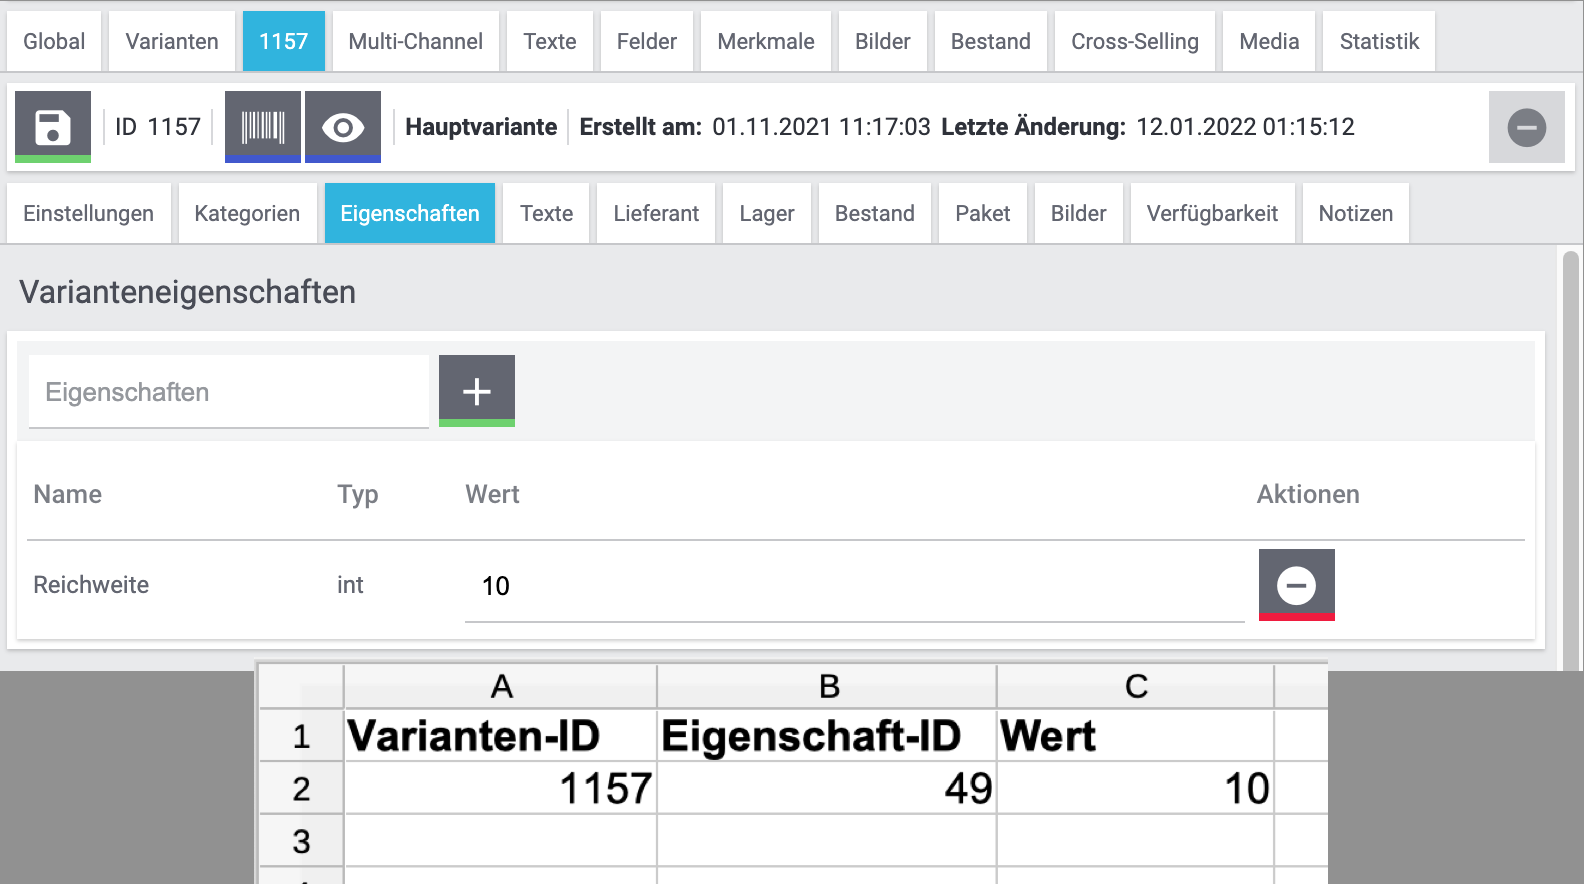 Global Varianten 1157 Multi-Channel Texte Felder Merkmale Bilder Bestand Cross-Selling Media Statistik
ID 1157 Hauptvariante Erstellt am: 01.11.2021 11:17:03 Letzte Änderung: 12.01.2022 01:15:12
Einstellungen Kategorien Eigenschaften Texte Lieferant Lager Bestand Paket Bilder Verfügbarkeit Notizen
Varianteneigenschaften
Eigenschaften
Name Typ Wert Aktionen
Reichweite int 10
A B C
1 Varianten-ID Eigenschaft-ID Wert
2 1157 49 10
3